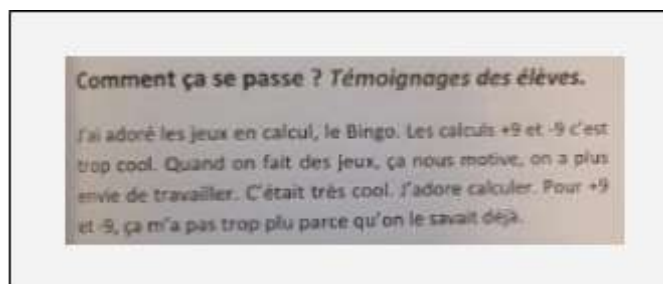 Comment ça se passe ? Témoignages des élèves.
J'ai adoré les jeux en calcul, le Bingo. Les calculs +9 et -9 c'est
trop cool. Quand on fait des jeux, ça nous motive, on a plus
envie de travailler. C'était très cool. J'adore calculer. Pour +9
et -9, ça m'a pas trop plu parce qu'on le savait déjà.